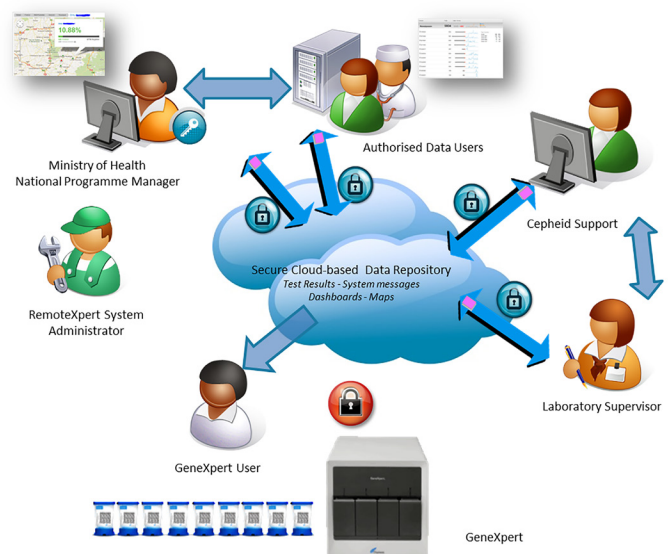 10.88%
Authorised Data Users
Ministry of Health
National Programme Manager
Cepheid Support
Secure Cloud-based Data Repository
Test Results - System messages
Dashboards - Maps
RemoteXpert System
Administrator
Laboratory Supervisor
GeneXpert User
GeneXpert